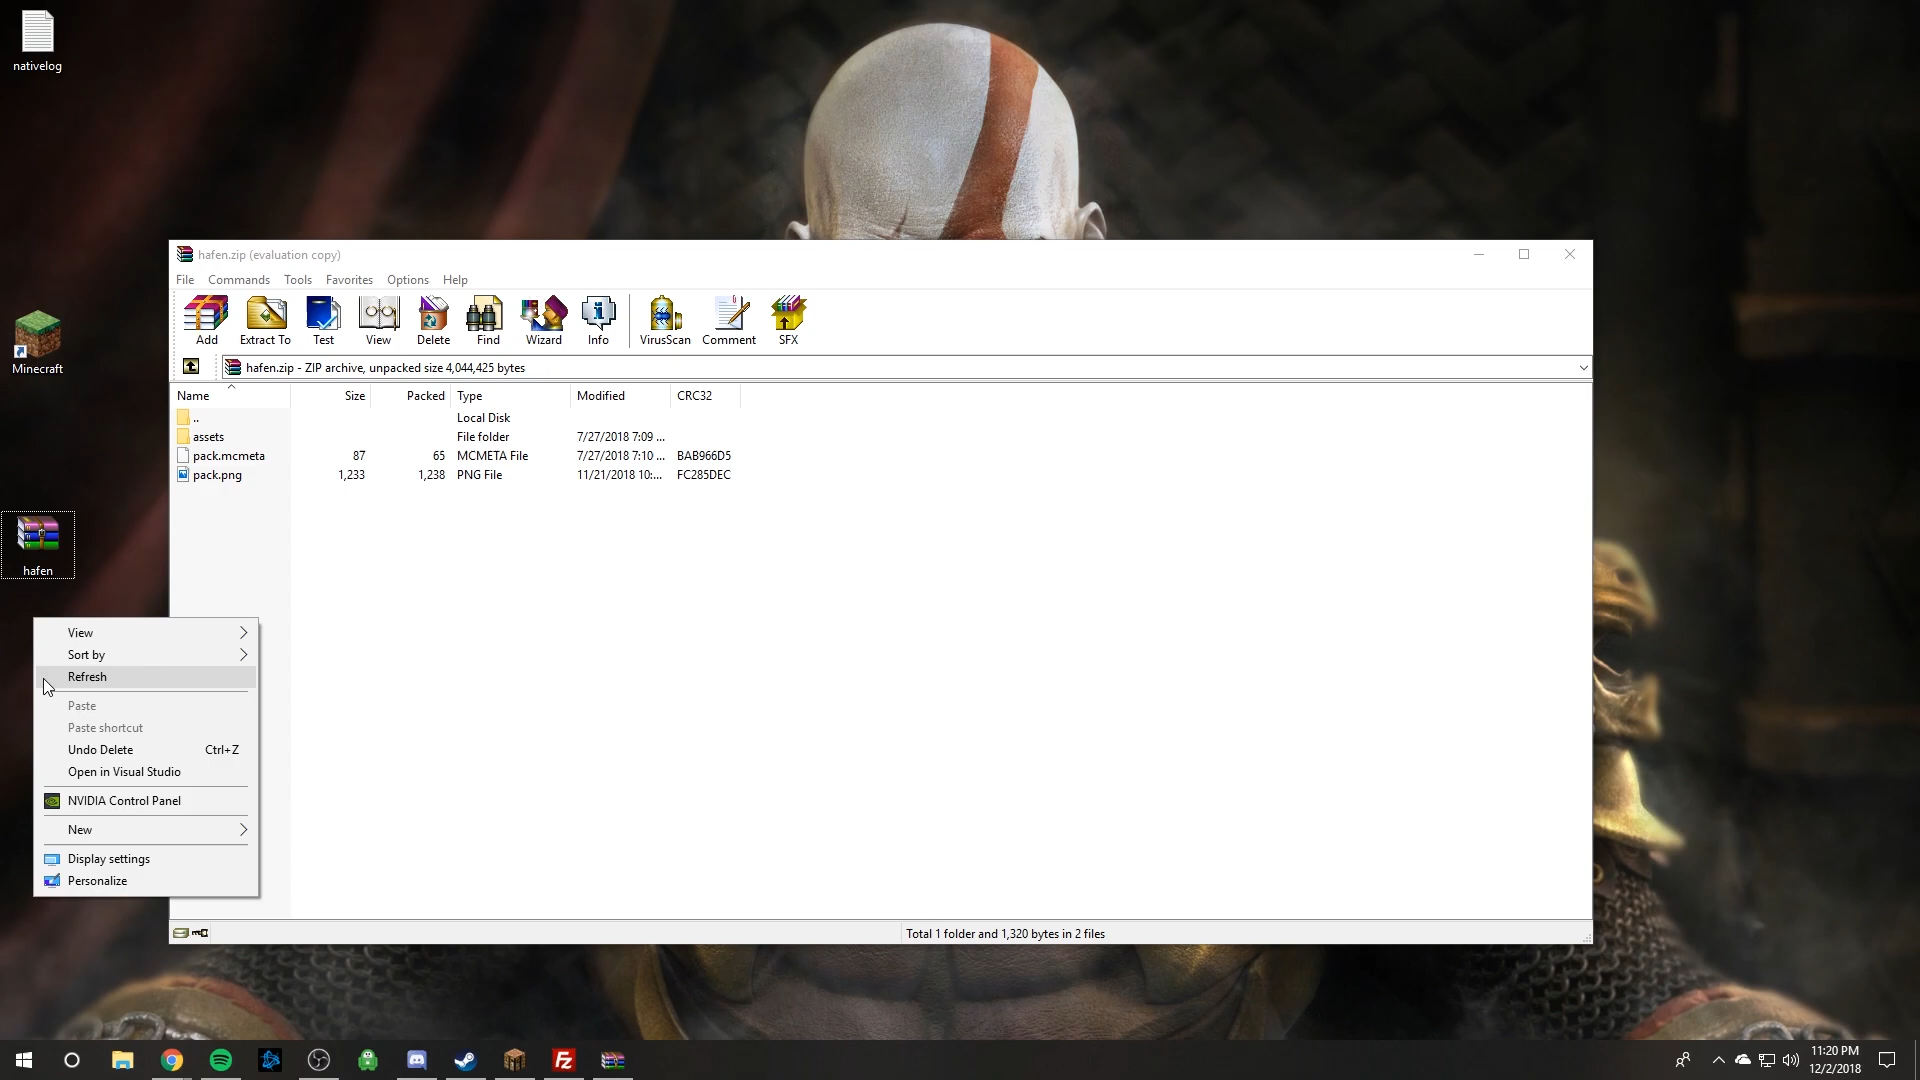 nativelog
Minecraft
hafen
hafen.zip (evaluation copy)
File Commands Tools Favorites Options Help
Add Extract To Test View Delete Find Wizard Info VirusScan Comment SFX
hafen.zip - ZIP archive, unpacked size 4,044,425 bytes
Name Size Packed Type Modified CRC32
.. Local Disk
assets File folder 7/27/2018 7:09 ...
pack.mcmeta 87 65 MCMETA File 7/27/2018 7:10 ... BAB966D5
pack.png 1,233 1,238 PNG File 11/21/2018 10:... FC285DEC
View
Sort by
Refresh
Paste
Paste shortcut
Undo Delete Ctrl+Z
Open in Visual Studio
NVIDIA Control Panel
New
Display settings
Personalize
Total 1 folder and 1,320 bytes in 2 files
Fz
11:20 PM
12/2/2018